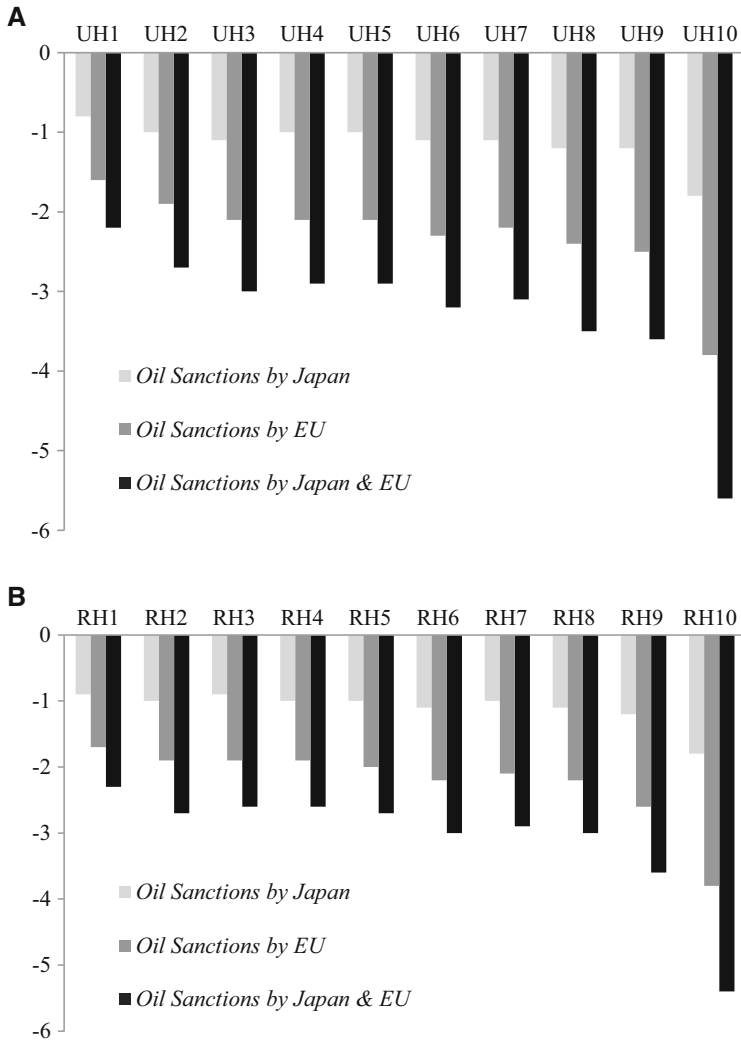 A
UH1 UH2 UH3 UH4 UH5 UH6 UH7 UH8 UH9 UH10
0
-1
-2
-3
-4
-5
-6
Oil Sanctions by Japan
Oil Sanctions by EU
Oil Sanctions by Japan & EU
B
RH1 RH2 RH3 RH4 RH5 RH6 RH7 RH8 RH9 RH10
0
-1
-2
-3
-4
-5
-6
Oil Sanctions by Japan
Oil Sanctions by EU
Oil Sanctions by Japan & EU